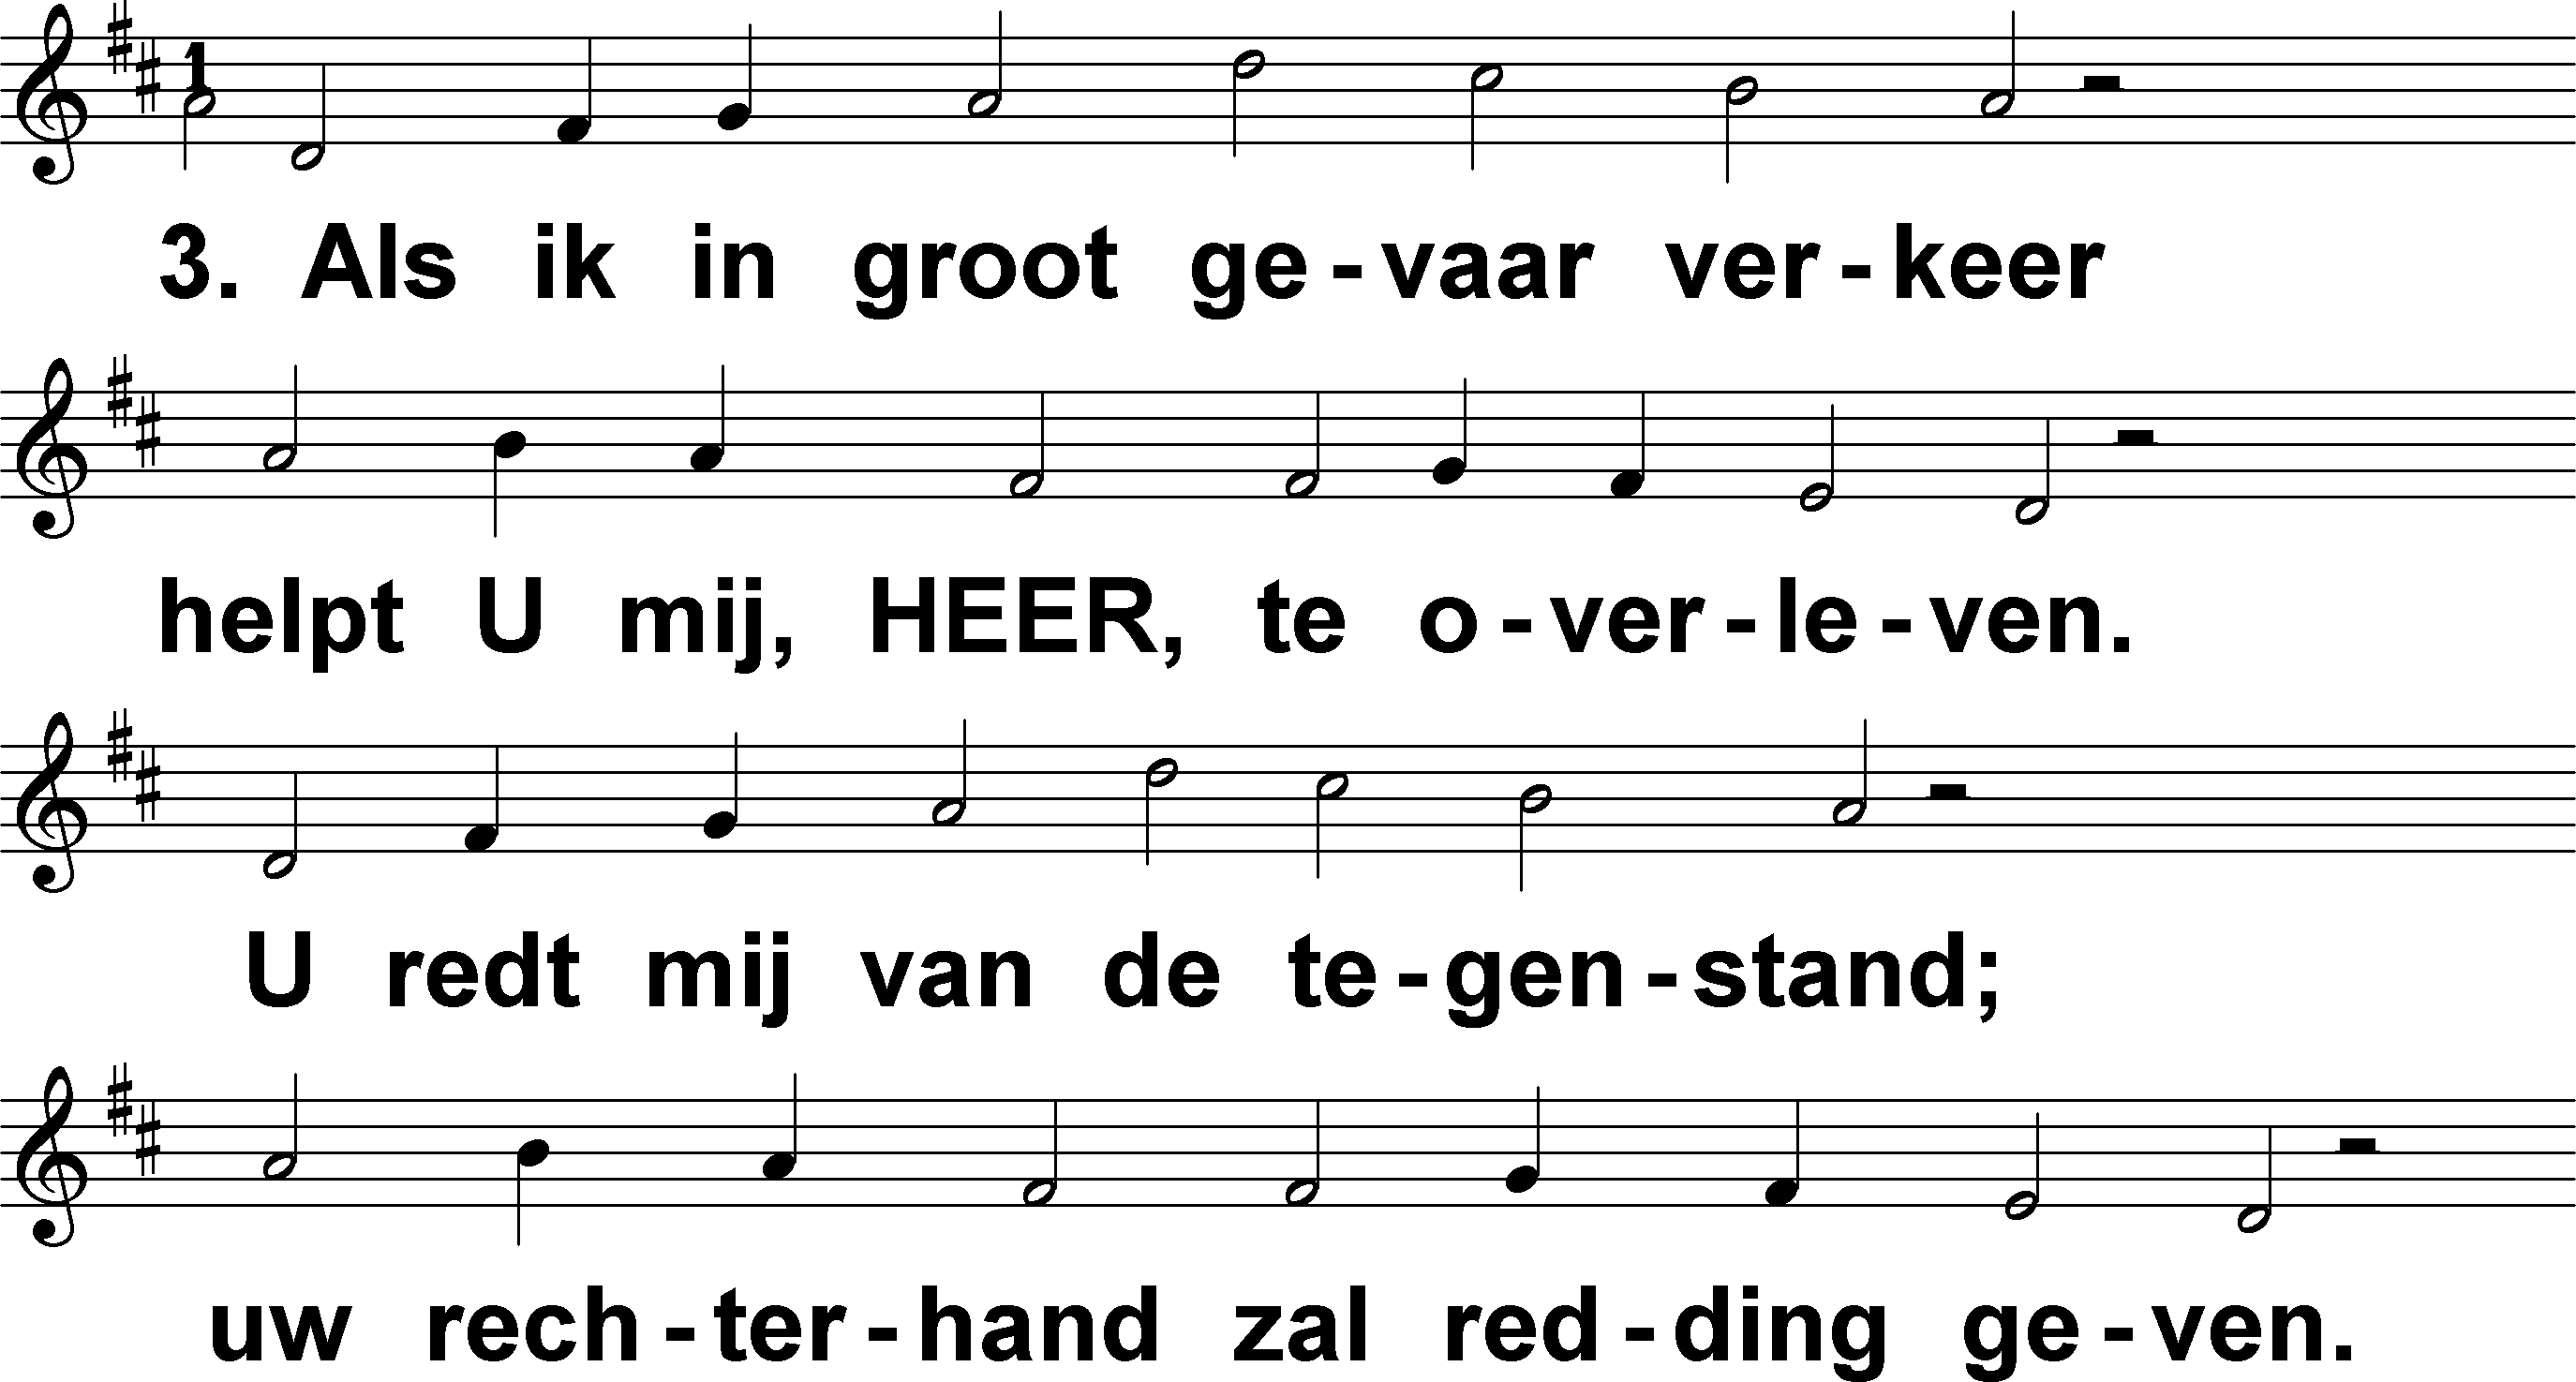 1
3. Als ik in groot ge - vaar ver - keer
helpt U mij, HEER, te o - ver - le - ven.
U redt mij van de te - gen - stand;
uw rech - ter - hand zal red - ding ge - ven.